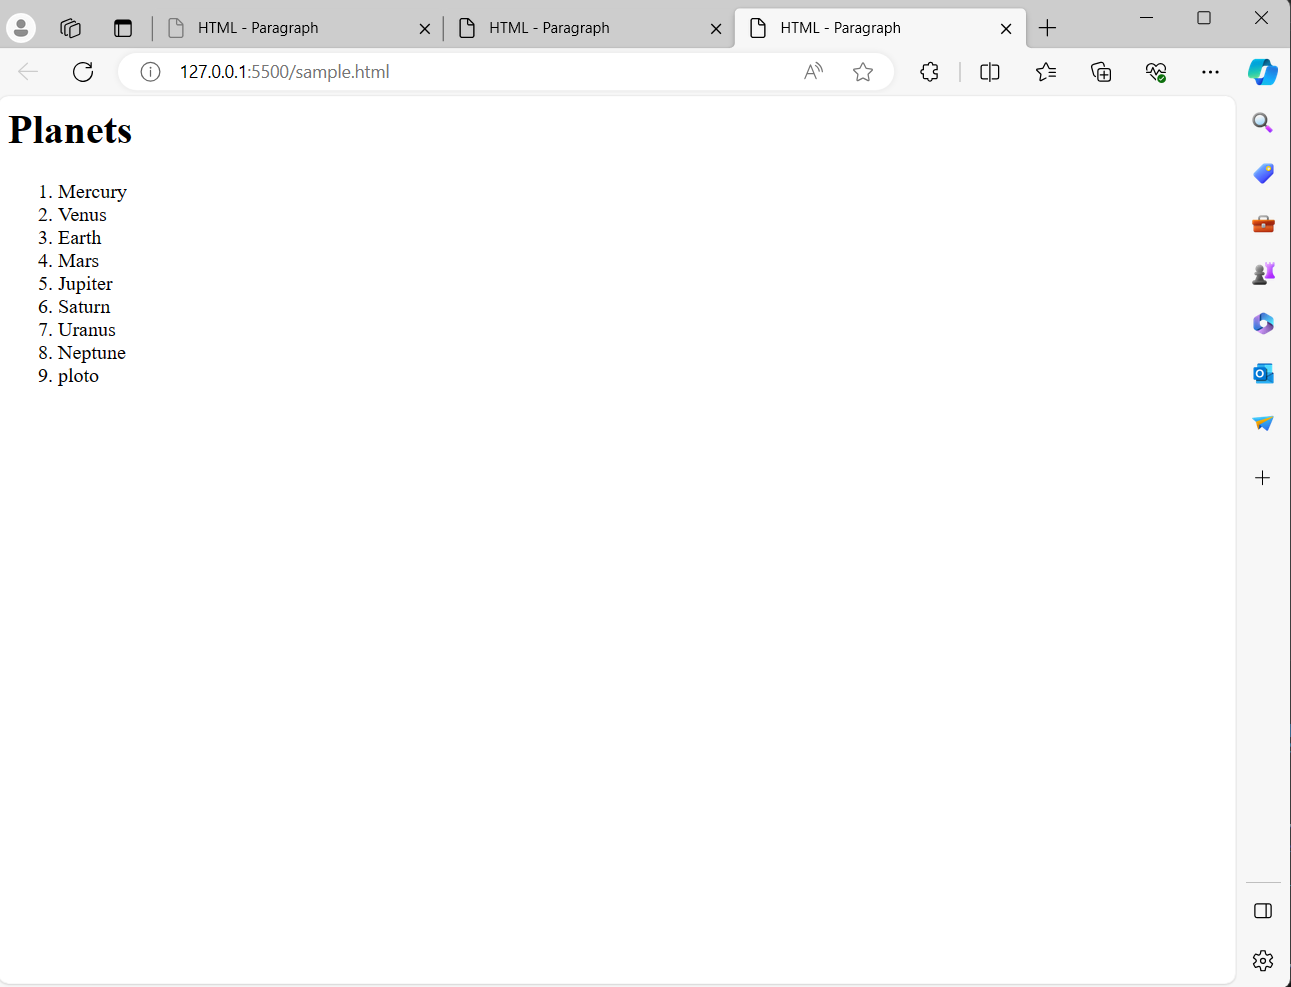 HTML - Paragraph
HTML - Paragraph
HTML - Paragraph
127.0.0.1:5500/sample.html
Planets
1. Mercury
2. Venus
3. Earth
4. Mars
5. Jupiter
6. Saturn
7. Uranus
8. Neptune
9. ploto